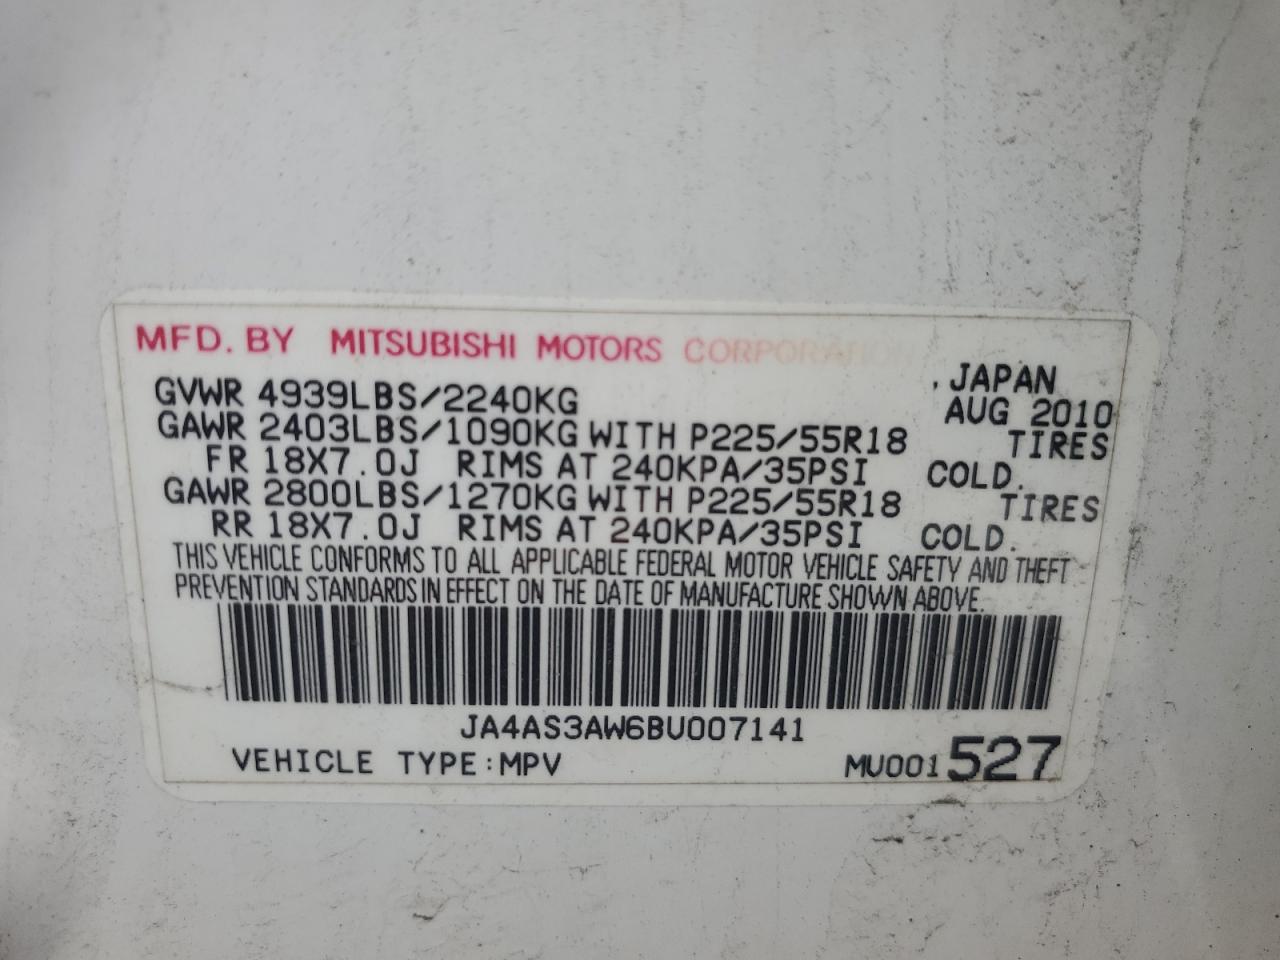 MFD. BY MITSUBISHI MOTORS CORPORATION, JAPAN
GVWR 4939LBS/2240KG AUG 2010
GAWR 2403LBS/1090KG WITH P225/55R18 TIRES
FR 18X7.0J RIMS AT 240KPA/35PSI COLD.
GAWR 2800LBS/1270KG WITH P225/55R18 TIRES
RR 18X7.0J RIMS AT 240KPA/35PSI COLD.
THIS VEHICLE CONFORMS TO ALL APPLICABLE FEDERAL MOTOR VEHICLE SAFETY AND THEFT
PREVENTION STANDARDS IN EFFECT ON THE DATE OF MANUFACTURE SHOWN ABOVE.
JA4AS3AW6BU007141
VEHICLE TYPE:MPV MU001527